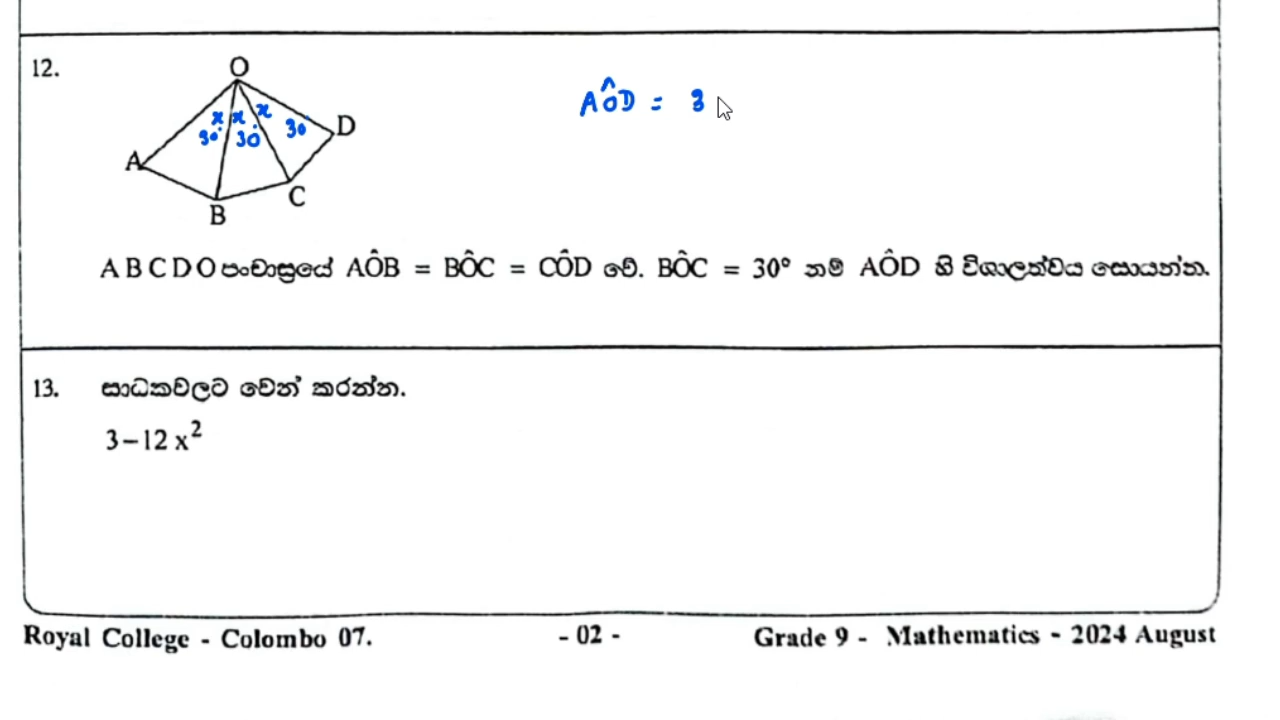 12.
O
x x x
30° 30° 30
D
A
C
B
AÔD = 3
A B C D O පංචාස්‍රයේ AÔB = BÔC = CÔD වේ. BÔC = 30° නම් AÔD හි විශාලත්වය සොයන්න.
13. සාධකවලට වෙන් කරන්න.
3 – 12 x²
Royal College - Colombo 07. - 02 - Grade 9 - Mathematics - 2024 August